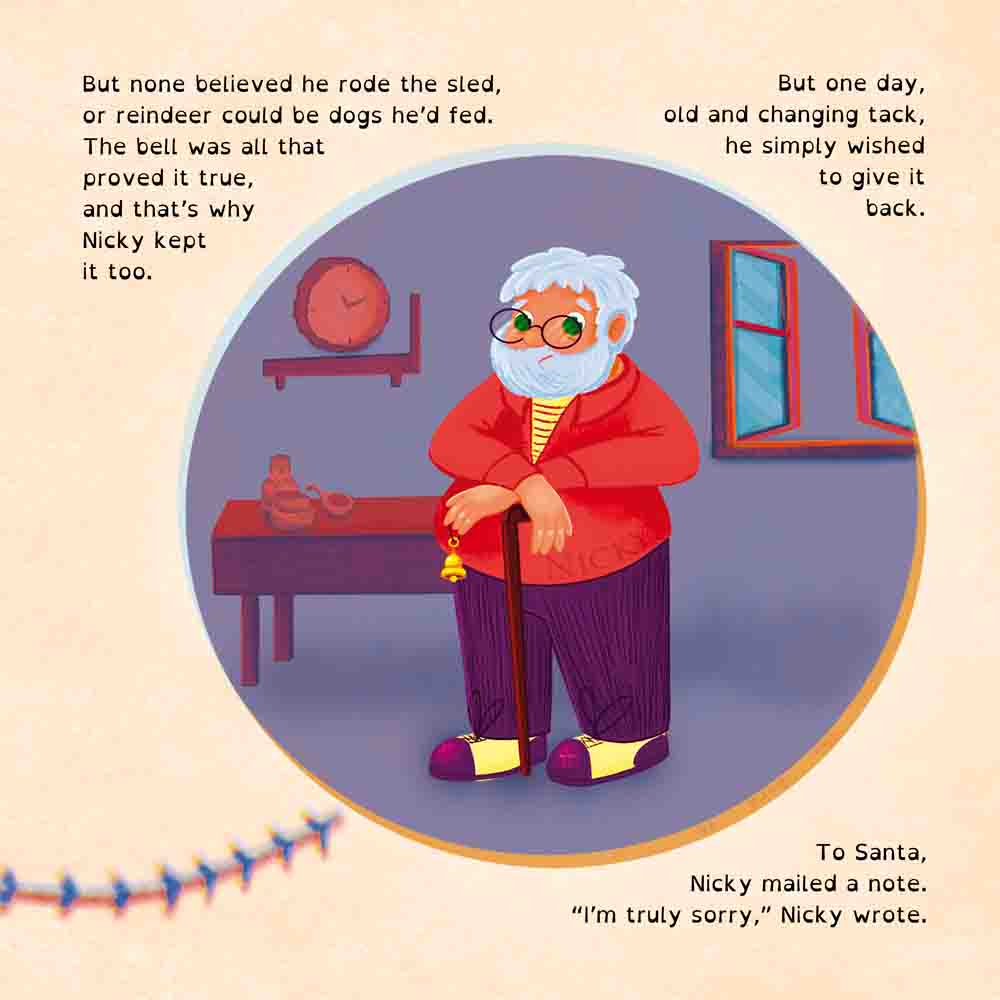 But none believed he rode the sled,
or reindeer could be dogs he’d fed.
The bell was all that
proved it true,
and that’s why
Nicky kept
it too.
But one day,
old and changing tack,
he simply wished
to give it
back.
NICKY
To Santa,
Nicky mailed a note.
“I’m truly sorry,” Nicky wrote.